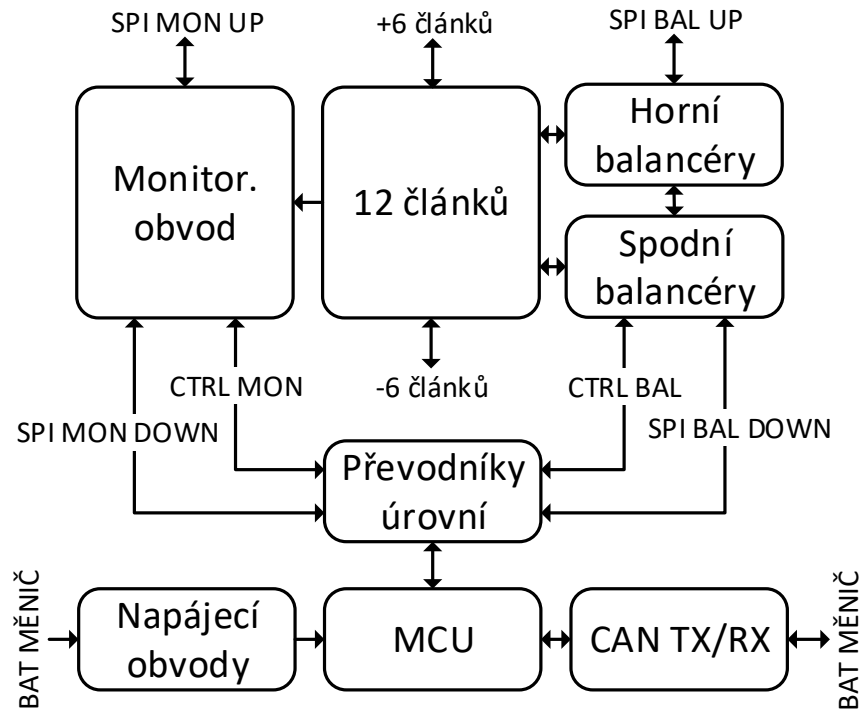 SPI MON UP
+6 článků
SPI BAL UP
Monitor.
obvod
12 článků
Horní
balancéry
Spodní
balancéry
CTRL MON
-6 článků
CTRL BAL
SPI MON DOWN
SPI BAL DOWN
Převodníky
úrovní
BAT MĚNIČ
Napájecí
obvody
MCU
CAN TX/RX
BAT MĚNIČ